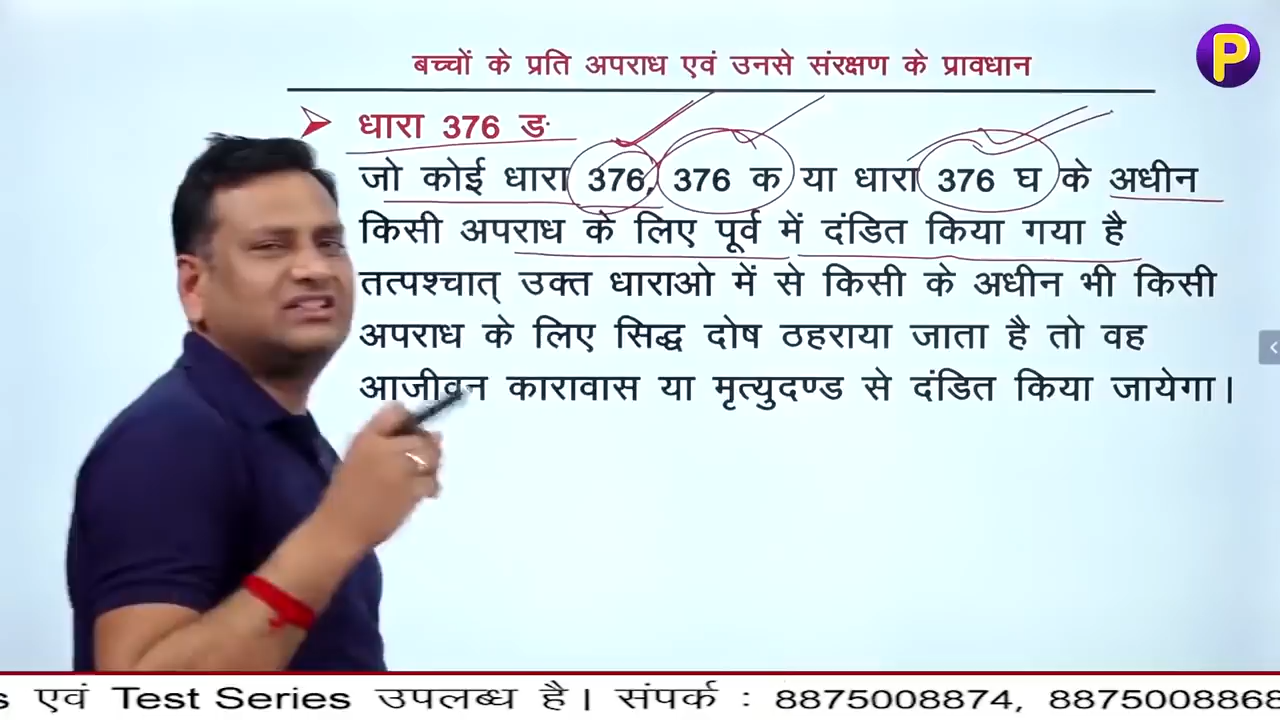 बच्चों के प्रति अपराध एवं उनसे संरक्षण के प्रावधान
P
धारा 376 ङ
जो कोई धारा 376, 376 क या धारा 376 घ के अधीन
किसी अपराध के लिए पूर्व में दंडित किया गया है
तत्पश्चात् उक्त धाराओ में से किसी के अधीन भी किसी
अपराध के लिए सिद्ध दोष ठहराया जाता है तो वह
आजीवन कारावास या मृत्युदण्ड से दंडित किया जायेगा।
s एवं Test Series उपलब्ध है। संपर्क : 8875008874, 8875008868